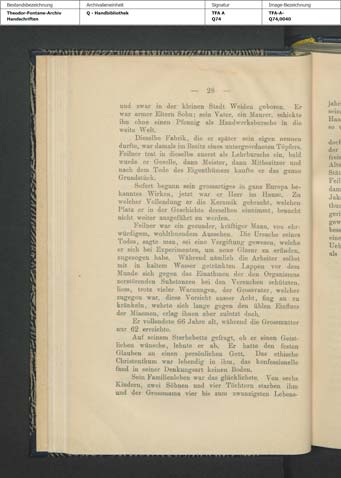 Bestandsbezeichnung Archivalieneinheit Signatur Image-Bezeichnung
Theodor-Fontane-Archiv Q - Handbibliothek TFA A TFA-A-
Handschriften Q74 Q74,0040
— 28 —
und zwar in der kleinen Stadt Weiden geboren. Er
war armer Eltern Sohn; sein Vater, ein Maurer, schickte
ihn ohne einen Pfennig als Handwerksbursche in die
weite Welt.
Dieselbe Fabrik, die er später sein eigen nennen
durfte, war damals im Besitz eines untergeordneten Töpfers.
Feilner trat in dieselbe zuerst als Lehrbursche ein, bald
wurde er Geselle, dann Meister, dann Mitbesitzer und
nach dem Tode des Eigenthümers kaufte er das ganze
Grundstück.
Sofort begann sein grossartiges in ganz Europa be-
kanntes Wirken, jetzt war er Herr im Hause. Zu
welcher Vollendung er die Keramik gebracht, welchen
Platz er in der Geschichte derselben einnimmt, braucht
nicht weiter ausgeführt zu werden.
Feilner war ein gesunder, kräftiger Mann, von ehr-
würdigem, wohlthuendem Aussehen. Die Ursache seines
Todes, sagte man, sei eine Vergiftung gewesen, welche
er sich bei Experimenten, um neue Glasur zu erfinden,
zugezogen habe. Während nämlich die Arbeiter selbst
mit in kaltem Wasser getränkten Lappen vor dem
Munde sich gegen das Einathmen der den Organismus
zerstörenden Substanzen bei den Versuchen schützten,
liess, trotz vieler Warnungen, der Grossvater, welcher
zugegen war, diese Vorsicht ausser Acht, fing an zu
kränkeln, wehrte sich lange gegen den üblen Einfluss
der Miasmen, erlag ihnen aber zuletzt doch.
Er vollendete 66 Jahre alt, während die Grossmutter
nur 62 erreichte.
Auf seinem Sterbebette gefragt, ob er einen Geist-
lichen wünsche, lehnte er ab. Er hatte den festen
Glauben an einen persönlichen Gott. Das ethische
Christenthum war lebendig in ihm, das konfessionelle
fand in seiner Denkungsart keinen Boden.
Sein Familienleben war das glücklichste. Von sechs
Kindern, zwei Söhnen und vier Töchtern starben ihm
und der Grossmama vier bis zum zwanzigsten Lebens-